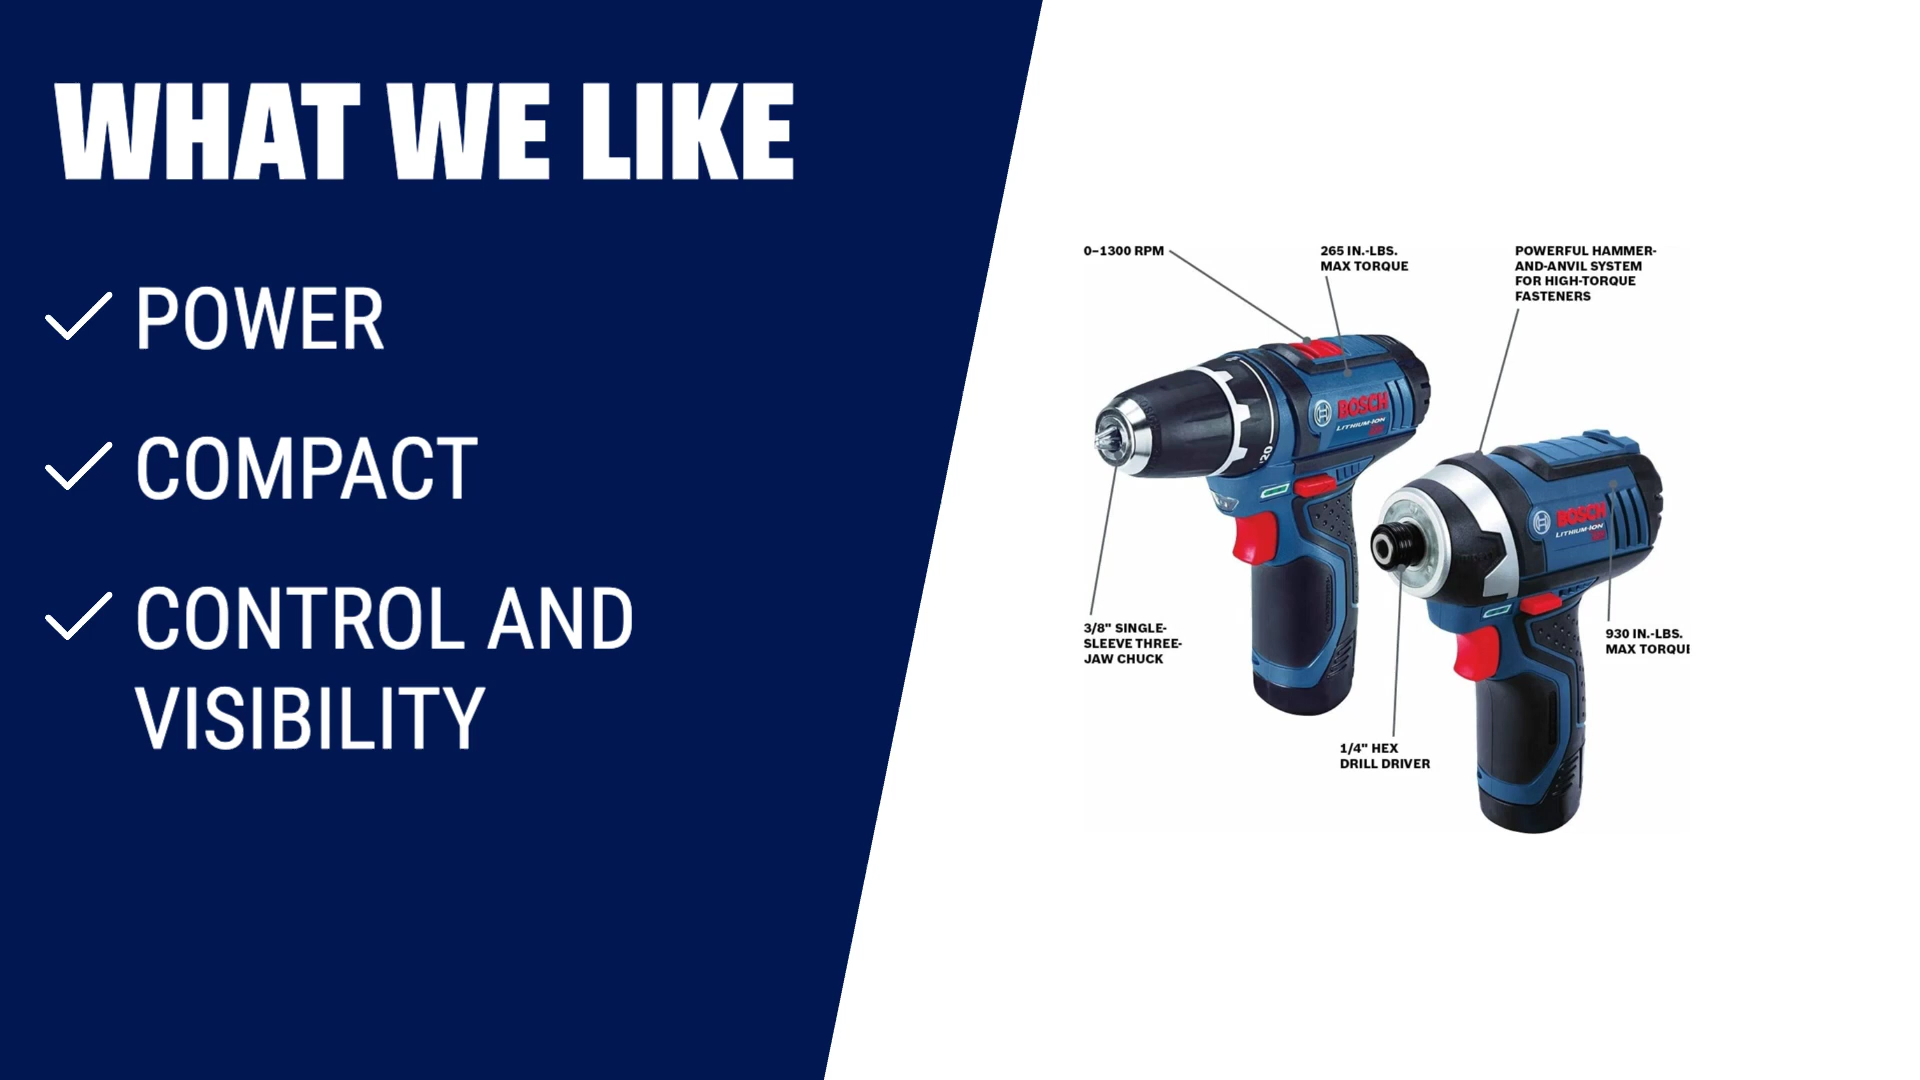 WHAT WE LIKE
POWER
COMPACT
CONTROL AND
VISIBILITY
0–1300 RPM
265 IN.-LBS.
MAX TORQUE
POWERFUL HAMMER-
AND-ANVIL SYSTEM
FOR HIGH-TORQUE
FASTENERS
BOSCH
LITHIUM-ION
20
BOSCH
LITHIUM-ION
3/8" SINGLE-
SLEEVE THREE-
JAW CHUCK
930 IN.-LBS.
MAX TORQU
1/4" HEX
DRILL DRIVER